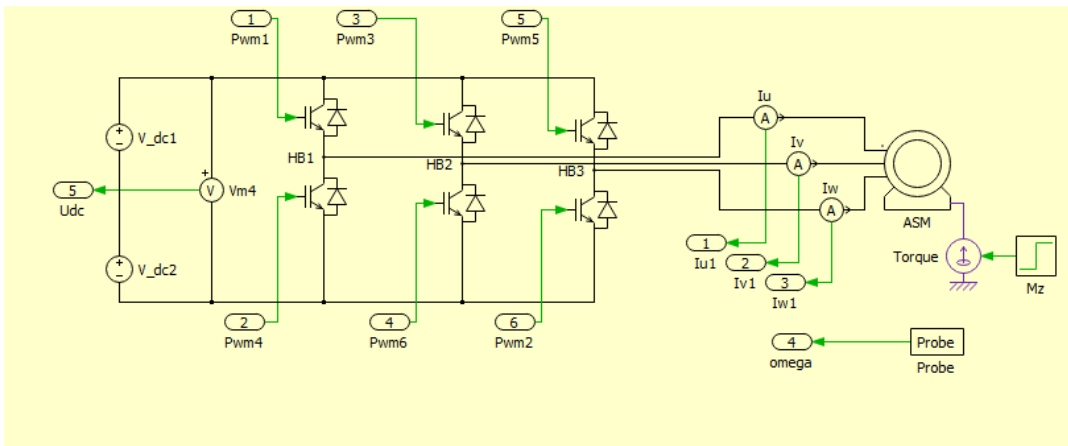 1 3 5
Pwm1 Pwm3 Pwm5
Iu
A
V_dc1
Iv
HB1 HB2 A
HB3
5 V Vm4
Udc
Iw
A
ASM
1
Iu1
Torque
2
Iv1
V_dc2
3
Iw1
Mz
2 4 6
Pwm4 Pwm6 Pwm2
4 Probe
omega Probe